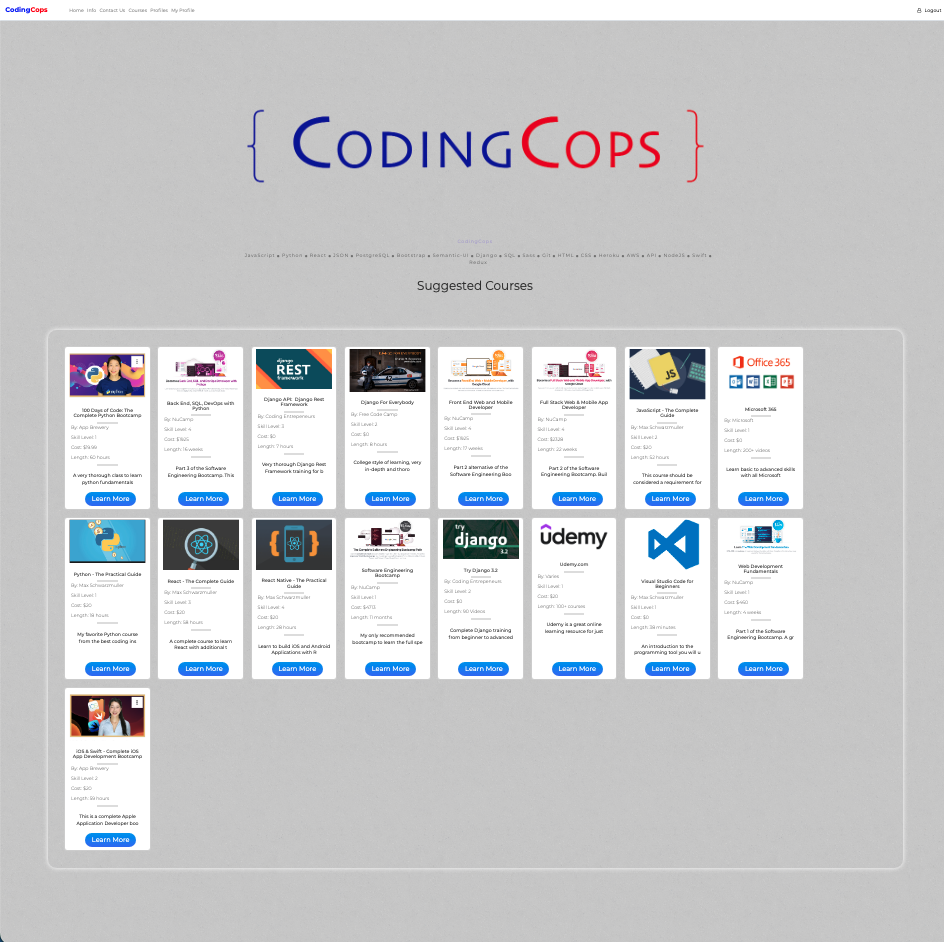 CodingCops
Home Info Contact Us Courses Profiles My Profile
Logout
{ CODINGCOPS }
CodingCops
JavaScript • Python • React • JSON • PostgreSQL • Bootstrap • Semantic-UI • Django • SQL • Sass • Git • HTML • CSS • Heroku • AWS • API • NodeJS • Swift •
Redux
Suggested Courses
100 Days of Code: The
Complete Python Bootcamp
By: App Brewery
Skill Level: 1
Cost: $19.99
Length: 60 hours
A very thorough class to learn
python fundamentals
Learn More
Back End, SQL, DevOps with
Python
By: NuCamp
Skill Level: 4
Cost: $1925
Length: 16 weeks
Part 3 of the Software
Engineering Bootcamp. This
Learn More
django
REST
framework
Django API. Django Rest
Framework
By: Coding Entrepreneurs
Skill Level: 3
Cost: $0
Length: 7 hours
Very thorough Django Rest
Framework training for b
Learn More
Django For Everybody
By: Free Code Camp
Skill Level: 2
Cost: $0
Length: 8 hours
College style of learning, very
in-depth and thoro
Learn More
Front End Web and Mobile
Developer
By: NuCamp
Skill Level: 4
Cost: $1925
Length: 17 weeks
Part 2 alternative of the
Software Engineering Boo
Learn More
Full Stack Web & Mobile App
Developer
By: NuCamp
Skill Level: 4
Cost: $2328
Length: 22 weeks
Part 2 of the Software
Engineering Bootcamp. Buil
Learn More
JS
JavaScript - The Complete
Guide
By: Max Schwarzmuller
Skill Level: 2
Cost: $20
Length: 52 hours
This course should be
considered a requirement for
Learn More
Office 365
Microsoft 365
By: Microsoft
Skill Level: 1
Cost: $0
Length: 200+ videos
Learn basic to advanced skills
with all Microsoft
Learn More
Python - The Practical Guide
By: Max Schwarzmuller
Skill Level: 1
Cost: $20
Length: 18 hours
My favorite Python course
from the best coding ins
Learn More
React - The Complete Guide
By: Max Schwarzmuller
Skill Level: 3
Cost: $20
Length: 58 hours
A complete course to learn
React with additional t
Learn More
React Native - The Practical
Guide
By: Max Schwarzmuller
Skill Level: 4
Cost: $20
Length: 28 hours
Learn to build iOS and Android
Applications with R
Learn More
Software Engineering
Bootcamp
By: NuCamp
Skill Level: 1
Length: 11 months
My only recommended
bootcamp to learn the full spe
Learn More
try
django
3.2
Try Django 3.2
By: Coding Entrepreneurs
Skill Level: 2
Cost: $0
Length: 90 Videos
Complete Django training
from beginner to advanced
Learn More
udemy
Udemy.com
By: Varies
Skill Level: 1
Cost: $20
Length: 100+ courses
Udemy is a great online
learning resource for just
Learn More
Visual Studio Code for
Beginners
By: Max Schwarzmuller
Skill Level: 1
Cost: $0
Length: 38 minutes
An introduction to the
programming tool you will u
Learn More
Web Development
Fundamentals
By: NuCamp
Skill Level: 1
Cost: $450
Length: 4 weeks
Part 1 of the Software
Engineering Bootcamp. A gr
Learn More
iOS & Swift - Complete iOS
App Development Bootcamp
By: App Brewery
Skill Level: 2
Cost: $20
Length: 59 hours
This is a complete Apple
Application Developer boo
Learn More